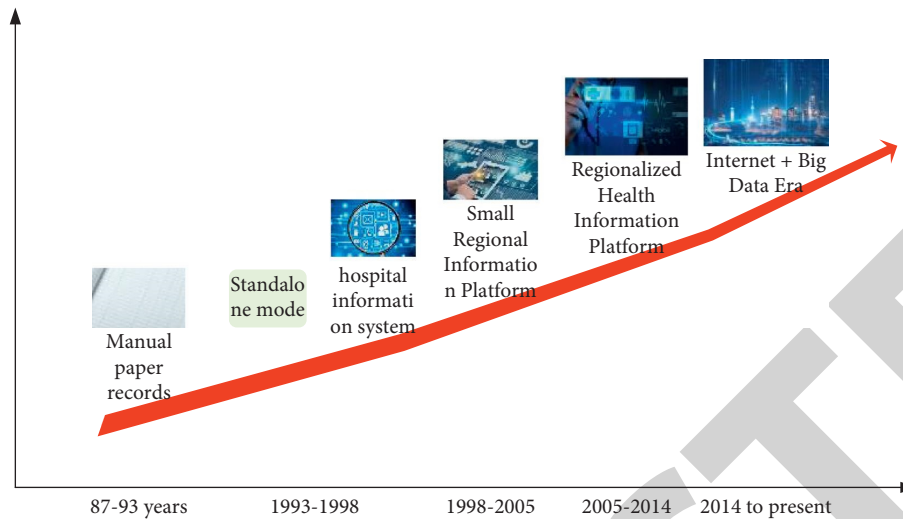 Manual
paper
records
Standalo
ne mode
hospital
informati
on system
Small
Regional
Informatio
n Platform
Regionalized
Health
Information
Platform
Internet + Big
Data Era
87-93 years
1993-1998
1998-2005
2005-2014
2014 to present